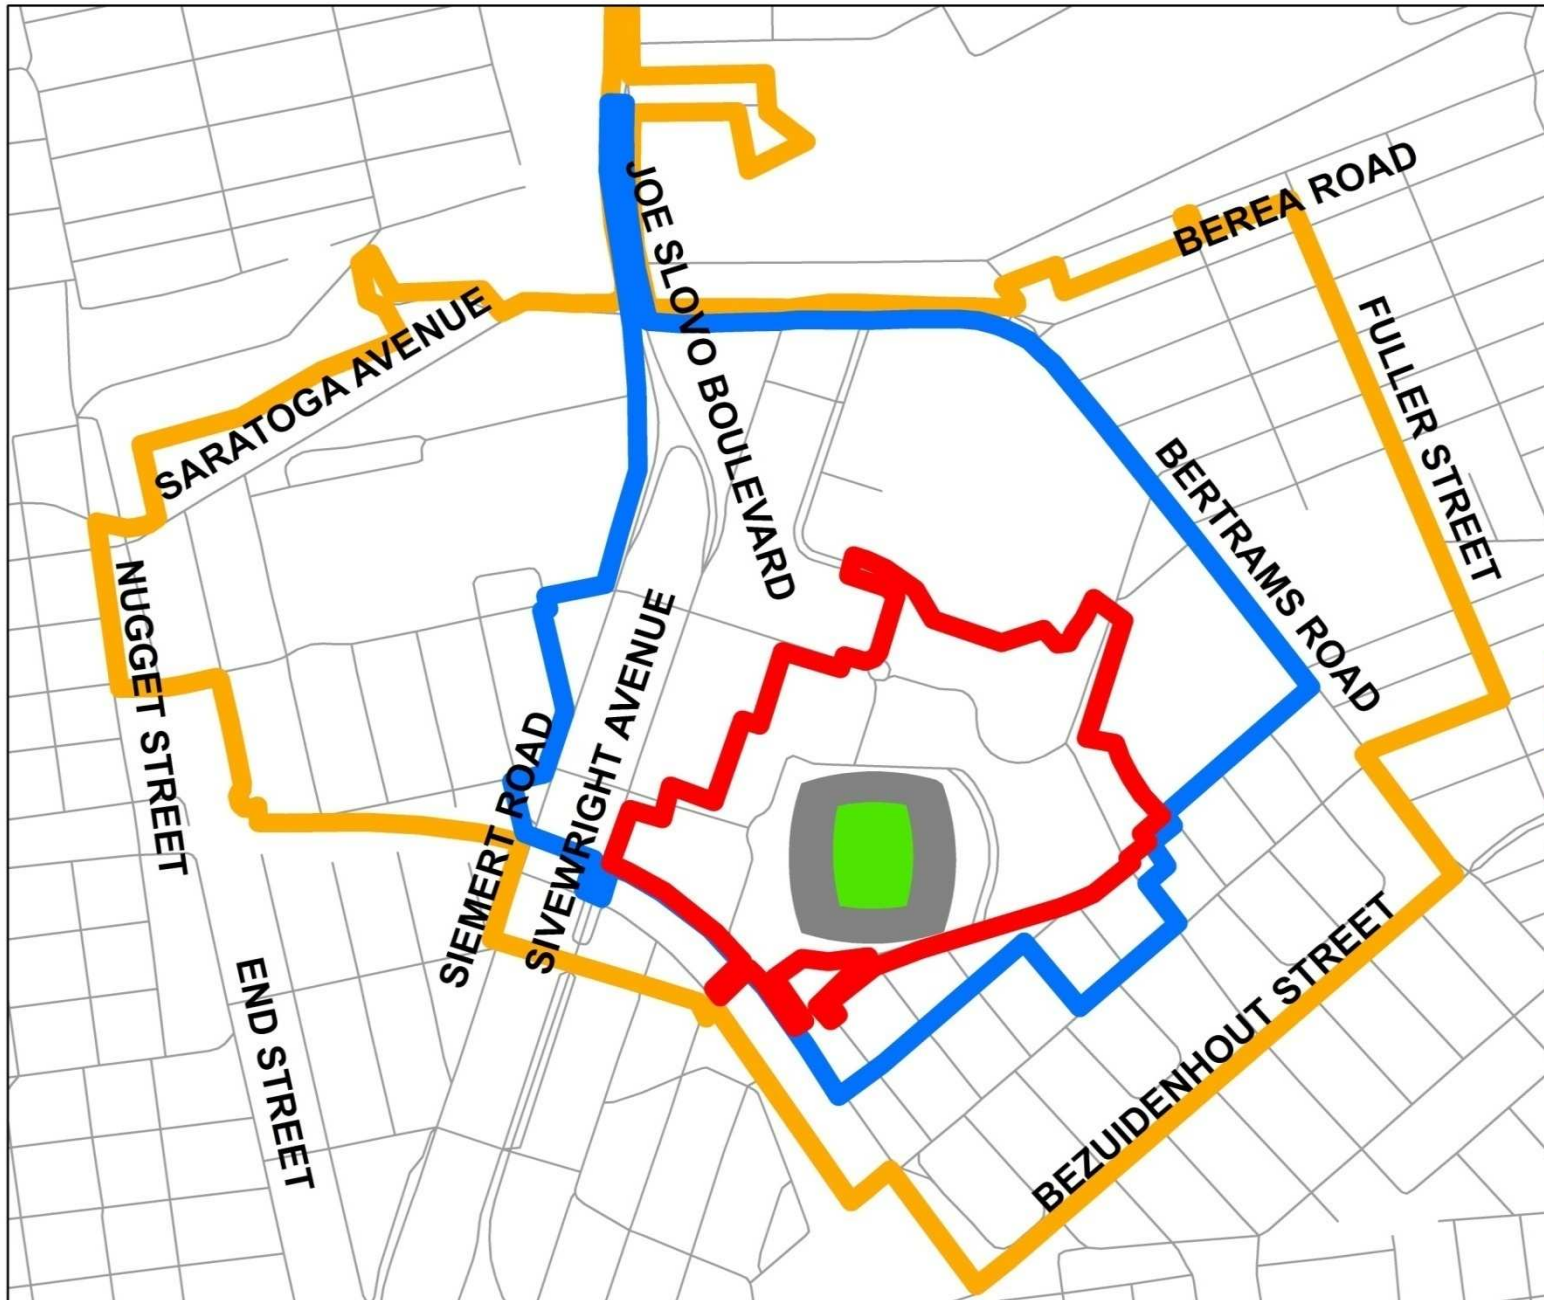 JOE SLOVO BOULEVARD
BEREA ROAD
SARATOGA AVENUE
FULLER STREET
BERTRAMS ROAD
NUGGET STREET
SIVEWRIGHT AVENUE
SIEMERT ROAD
END STREET
BEZUIDENHOUT STREET